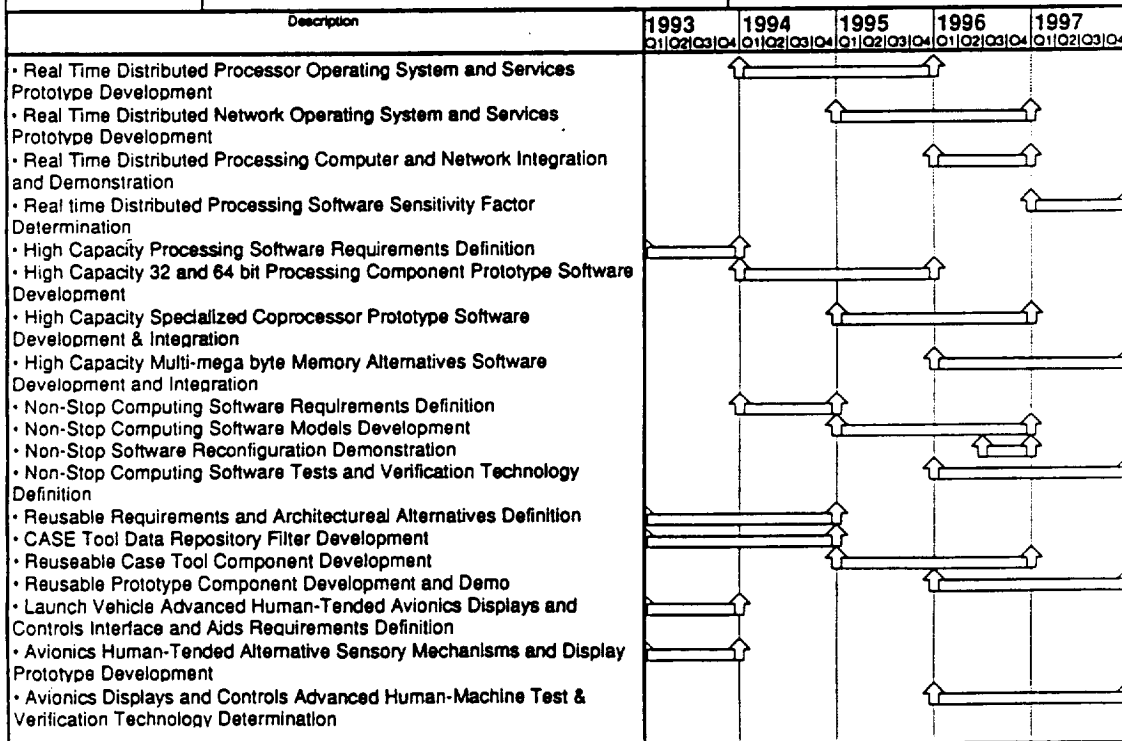 Description
1993 1994 1995 1996 1997
Q1|Q2|Q3|Q4 Q1|Q2|Q3|Q4 Q1|Q2|Q3|Q4 Q1|Q2|Q3|Q4 Q1|Q2|Q3|Q4
• Real Time Distributed Processor Operating System and Services
Prototype Development
• Real Time Distributed Network Operating System and Services
Prototype Development
• Real Time Distributed Processing Computer and Network Integration
and Demonstration
• Real time Distributed Processing Software Sensitivity Factor
Determination
• High Capacity Processing Software Requirements Definition
• High Capacity 32 and 64 bit Processing Component Prototype Software
Development
• High Capacity Specialized Coprocessor Prototype Software
Development & Integration
• High Capacity Multi-mega byte Memory Alternatives Software
Development and Integration
• Non-Stop Computing Software Requirements Definition
• Non-Stop Computing Software Models Development
• Non-Stop Software Reconfiguration Demonstration
• Non-Stop Computing Software Tests and Verification Technology
Definition
• Reusable Requirements and Architectureal Alternatives Definition
• CASE Tool Data Repository Filter Development
• Reuseable Case Tool Component Development
• Reusable Prototype Component Development and Demo
• Launch Vehicle Advanced Human-Tended Avionics Displays and
Controls Interface and Aids Requirements Definition
• Avionics Human-Tended Alternative Sensory Mechanisms and Display
Prototype Development
• Avionics Displays and Controls Advanced Human-Machine Test &
Verification Technology Determination